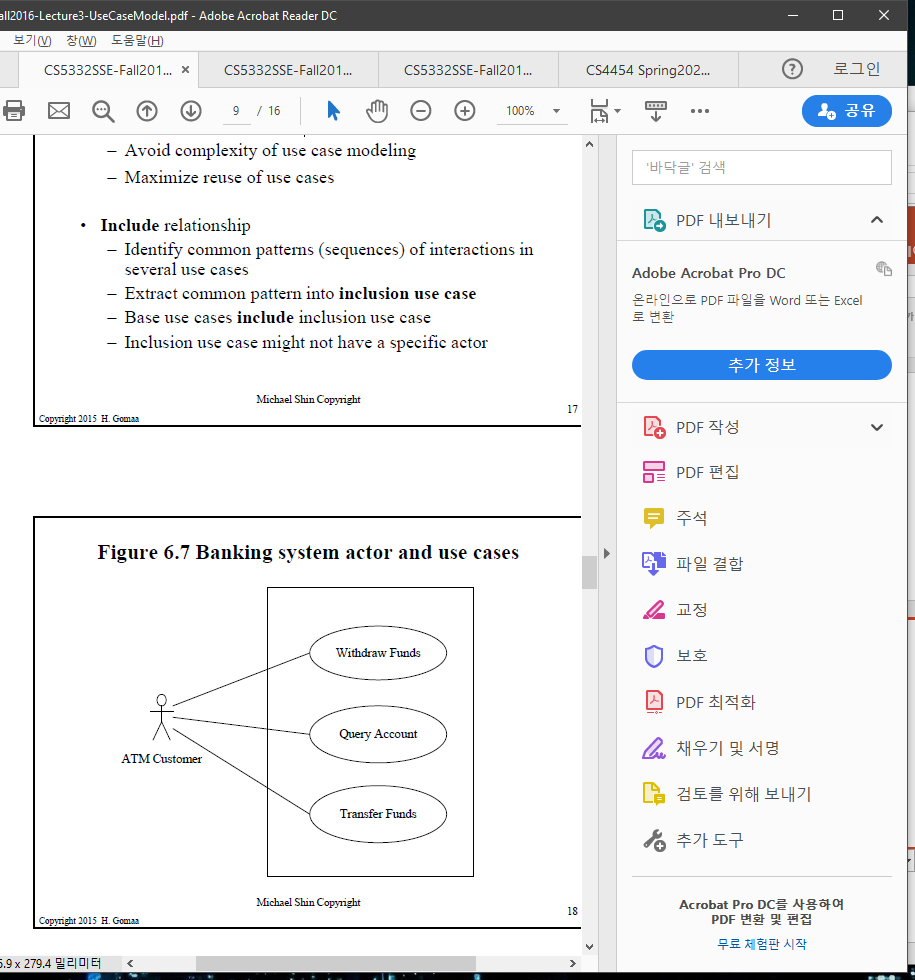 all2016-Lecture3-UseCaseModel.pdf - Adobe Acrobat Reader DC
보기(V) 창(W) 도움말(H)
CS5332SSE-Fall201... × CS5332SSE-Fall201... CS5332SSE-Fall201... CS4454 Spring202... 로그인
9 / 16 100% 공유
– Avoid complexity of use case modeling
– Maximize reuse of use cases
• Include relationship
– Identify common patterns (sequences) of interactions in
several use cases
– Extract common pattern into inclusion use case
– Base use cases include inclusion use case
– Inclusion use case might not have a specific actor
Michael Shin Copyright
17
Copyright 2015 H. Gomaa
Figure 6.7 Banking system actor and use cases
Withdraw Funds
Query Account
ATM Customer
Transfer Funds
Michael Shin Copyright
18
Copyright 2015 H. Gomaa
5.9 x 279.4 밀리미터
'바닥글' 검색
PDF 내보내기
Adobe Acrobat Pro DC
온라인으로 PDF 파일을 Word 또는 Excel
로 변환
추가 정보
PDF 작성
PDF 편집
주석
파일 결합
교정
보호
PDF 최적화
채우기 및 서명
검토를 위해 보내기
추가 도구
Acrobat Pro DC를 사용하여
PDF 변환 및 편집
무료 체험판 시작